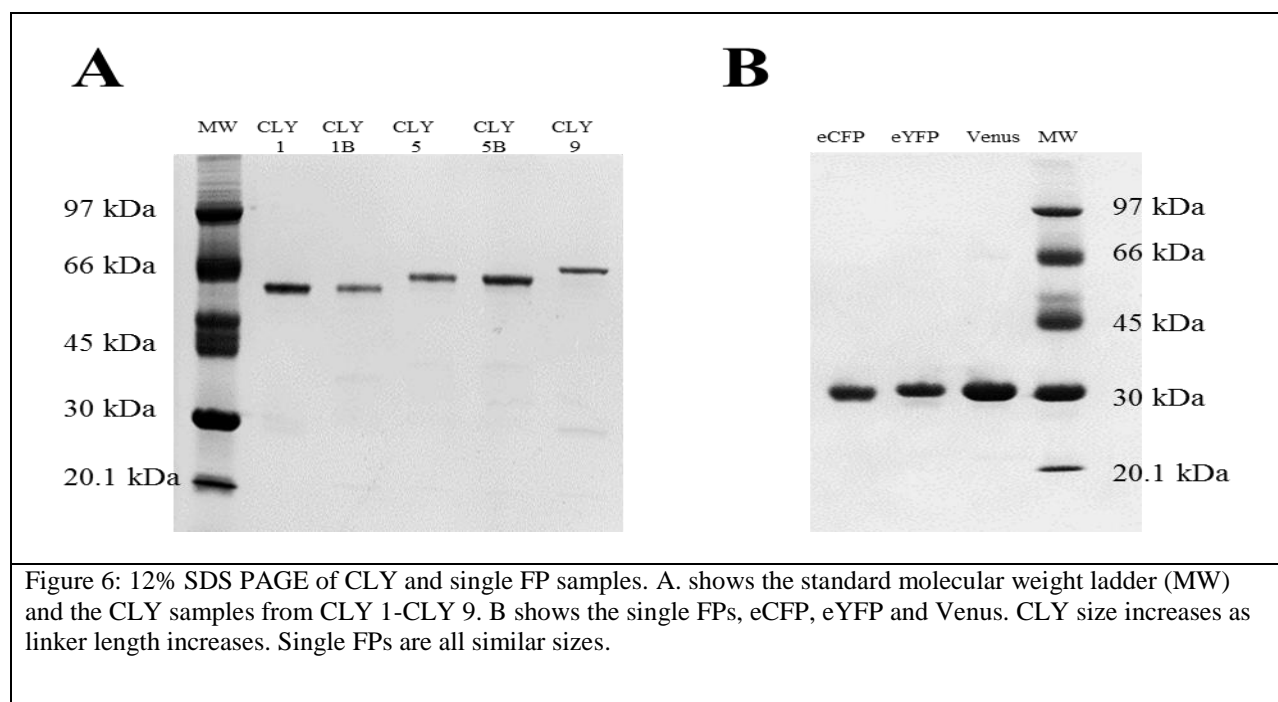 A
B
MW CLY 1 CLY 1B CLY 5 CLY 5B CLY 9
97 kDa
66 kDa
45 kDa
30 kDa
20.1 kDa
eCFP eYFP Venus MW
97 kDa
66 kDa
45 kDa
30 kDa
20.1 kDa
Figure 6: 12% SDS PAGE of CLY and single FP samples. A. shows the standard molecular weight ladder (MW)
and the CLY samples from CLY 1-CLY 9. B shows the single FPs, eCFP, eYFP and Venus. CLY size increases as
linker length increases. Single FPs are all similar sizes.